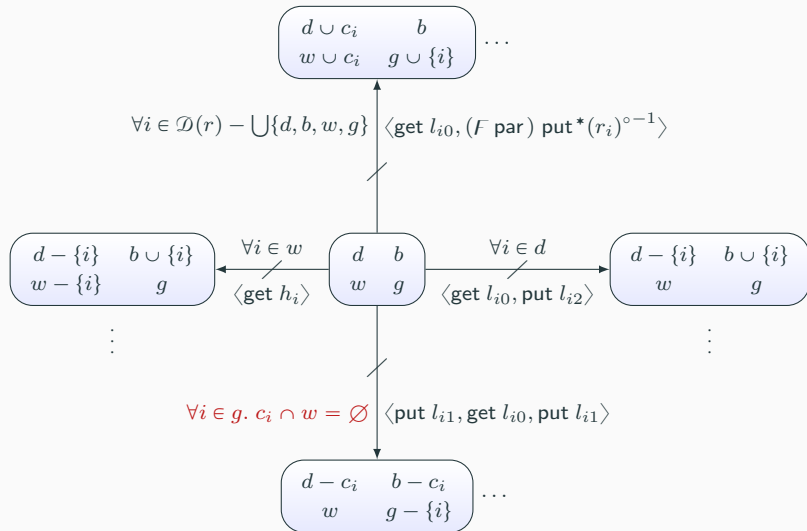 d ∪ c_i b
w ∪ c_i g ∪ {i} ⋯
∀i ∈ 𝒟(r) − ⋃{d, b, w, g} ⟨get l_{i0}, (F par) put*(r_i)^{∘−1}⟩
d − {i} b ∪ {i}
w − {i} g
⋮
∀i ∈ w
⟨get h_i⟩
d b
w g
∀i ∈ d
⟨get l_{i0}, put l_{i2}⟩
d − {i} b ∪ {i}
w g
⋮
∀i ∈ g. c_i ∩ w = ∅ ⟨put l_{i1}, get l_{i0}, put l_{i1}⟩
d − c_i b − c_i
w g − {i} ⋯